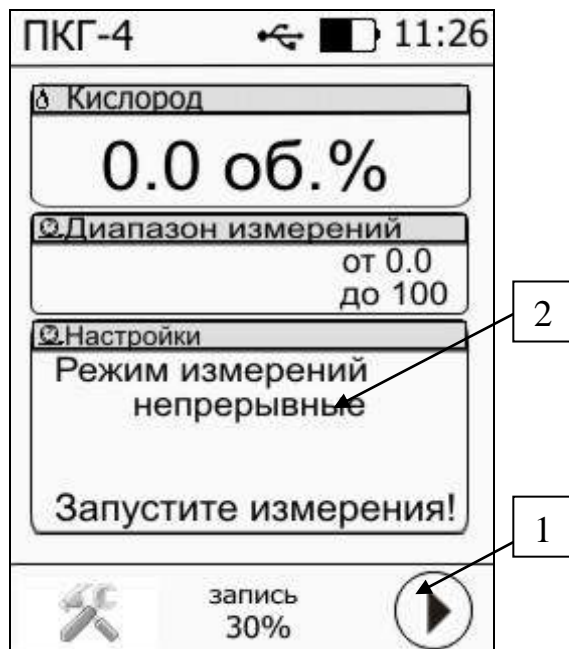 ПКГ-4 11:26
Кислород
0.0 об.%
Диапазон измерений
от 0.0
до 100
Настройки
Режим измерений
непрерывные
Запустите измерения!
запись
30%
2
1